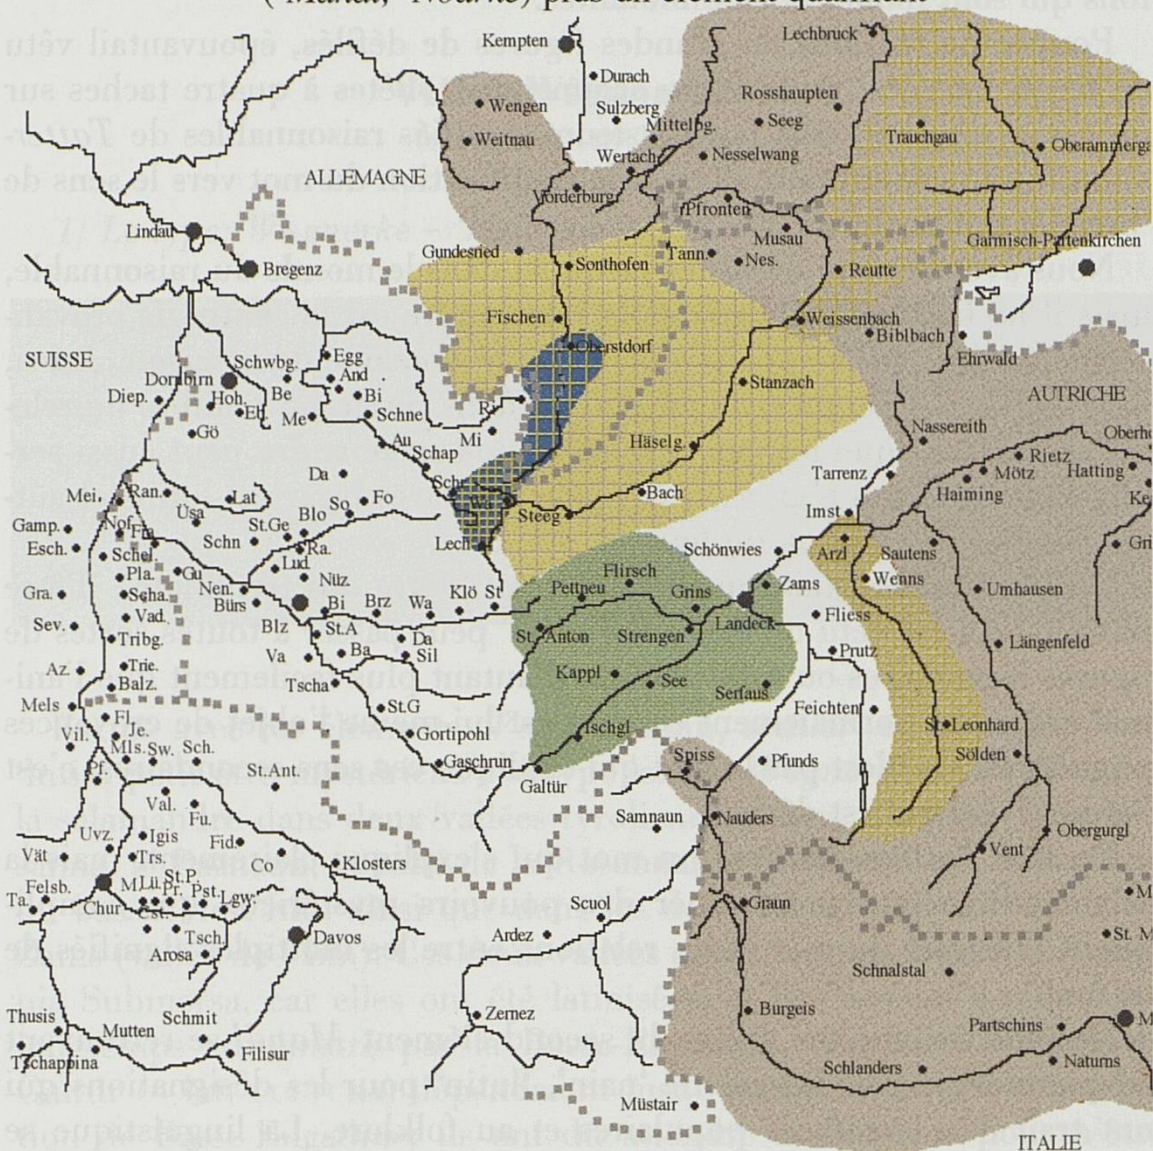 Kempten
Lechbruck
Durach
Wengen
Sulzberg
Rosshaupten
Seeg
Mittelbg.
Trauchgau
Weitnau
Wertach
Nesselwang
Oberammerga
ALLEMAGNE
Vorderburg
Pfronten
Lindau
Musau
Garmisch-Partenkirchen
Gundesried
Tann.
Nes.
Bregenz
Sonthofen
Reutte
Fischen
Weissenbach
Biblbach
SUISSE
Schwbg.
Egg
Oberstdorf
Ehrwald
Dornbirn
And
Stanzach
AUTRICHE
Diep.
Hoh.
Be
Bi
Eb.
Me
Schne
Gö
Mi
Au
Häselg.
Nassereith
Schap
Rietz
Da
Tarrenz
Mötz
Hatting
Mei.
Ran.
Lat
So
Fo
Bach
Haiming
Gamp.
Üsa
Blo
Steeg
Imst
St.Ge
Esch.
Schn
Ra.
Lech
Schönwies
Arzl
Sautens
Schel.
Lud
Flirsch
Pla.
Gu
Nüz.
Pettneu
Zams
Wenns
Gra.
Scha.
Nen.
Klö
St
Grins
Umhausen
Vad.
Bürs
Bi
Brz
Wa
Fliess
Sev.
Blz
St.A
Landeck
Tribg.
Da
St. Anton
Strengen
Längenfeld
Az.
Trie.
Va
Ba
Sil
Prutz
Balz.
Tscha
Kappl
See
Serfaus
Mels
St.G
Feichten
Fl.
Ischgl
St. Leonhard
Vil.
Je.
Gortipohl
Mls.
Sw.
Sch.
Sölden
Pf.
Gaschrun
Spiss
Pfunds
St.Ant.
Galtür
Val.
Fu.
Samnaun
Nauders
Uvz.
Igis
Fid.
Obergurgl
Vät.
Trs.
Co
Klosters
Vent
Felsb.
St.P.
Lü.
Pr.
Pst.
Lgw.
Ta.
Chur
Cst.
Scuol
Graun
Tsch.
Davos
Ardez
St. M
Arosa
Schnalstal
Schmit
Thusis
Zernez
Burgeis
Mutten
Partschins
Tschappina
Filisur
Schlanders
Naturns
Müstair
ITALIE